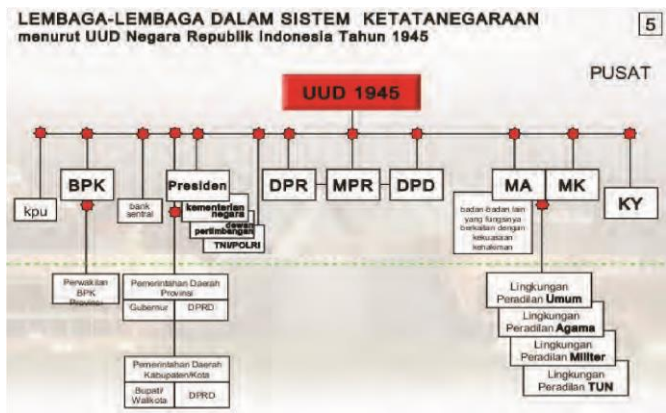 LEMBAGA-LEMBAGA DALAM SISTEM KETATANEGARAAN
menurut UUD Negara Republik Indonesia Tahun 1945
5
PUSAT
UUD 1945
kpu
BPK
bank
sentral
Presiden
kementerian
negara
dewan
pertimbangan
TNI/POLRI
DPR
MPR
DPD
MA
MK
KY
badan-badan lain
yang fungsinya
berkaitan dengan
kekuasaan
kehakiman
Perwakilan
BPK
Provinsi
Pemerintahan Daerah
Provinsi
Gubernur
DPRD
Pemerintahan Daerah
Kabupaten/Kota
Bupati/
Walikota
DPRD
Lingkungan
Peradilan Umum
Lingkungan
Peradilan Agama
Lingkungan
Peradilan Militer
Lingkungan
Peradilan TUN